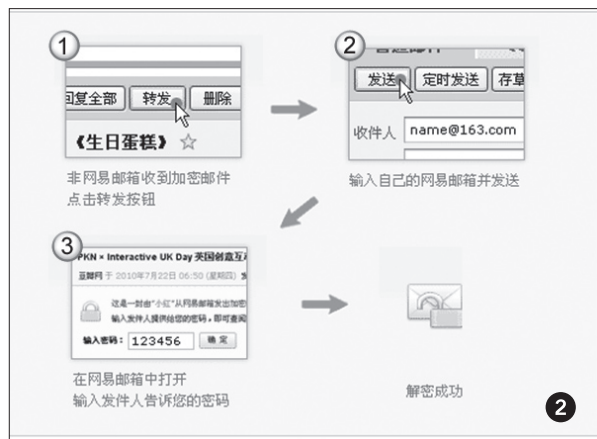 1
回复全部 转发 删除
《生日蛋糕》
非网易邮箱收到加密邮件
点击转发按钮
2
发送 定时发送 存草
收件人 name@163.com
输入自己的网易邮箱并发送
3
PKN × Interactive UK Day 英国创意互动
豆瓣网 于 2010年7月22日 06:50 (星期四) 发
这是一封由“小红”从网易邮箱发出加密
输入发件人提供给您的密码，即可查阅
输入密码： 123456 确 定
在网易邮箱中打开
输入发件人告诉您的密码
解密成功
2